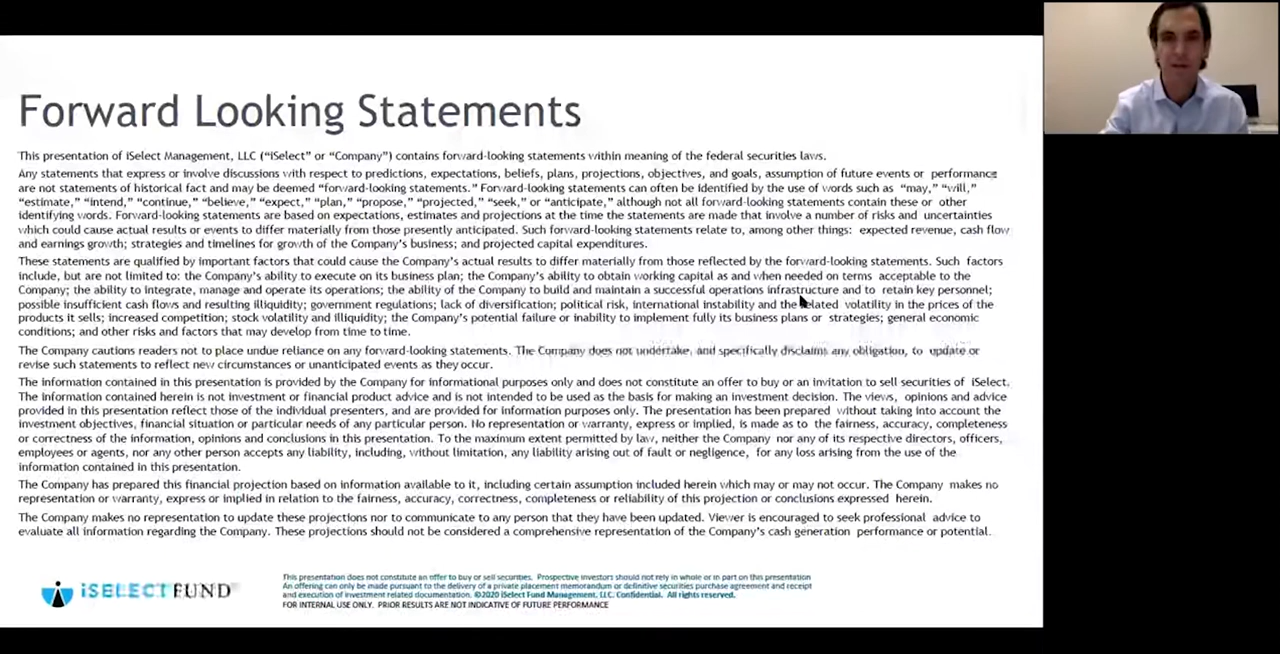 Forward Looking Statements
This presentation of iSelect Management, LLC (“iSelect” or “Company”) contains forward-looking statements within meaning of the federal securities laws.
Any statements that express or involve discussions with respect to predictions, expectations, beliefs, plans, projections, objectives, and goals, assumption of future events or performance
are not statements of historical fact and may be deemed “forward-looking statements.” Forward-looking statements can often be identified by the use of words such as “may,” “will,”
“estimate,” “intend,” “continue,” “believe,” “expect,” “plan,” “propose,” “projected,” “seek,” or “anticipate,” although not all forward-looking statements contain these or other
identifying words. Forward-looking statements are based on expectations, estimates and projections at the time the statements are made that involve a number of risks and uncertainties
which could cause actual results or events to differ materially from those presently anticipated. Such forward-looking statements relate to, among other things: expected revenue, cash flow
and earnings growth; strategies and timelines for growth of the Company’s business; and projected capital expenditures.
These statements are qualified by important factors that could cause the Company’s actual results to differ materially from those reflected by the forward-looking statements. Such factors
include, but are not limited to: the Company’s ability to execute on its business plan; the Company’s ability to obtain working capital as and when needed on terms acceptable to the
Company; the ability to integrate, manage and operate its operations; the ability of the Company to build and maintain a successful operations infrastructure and to retain key personnel;
possible insufficient cash flows and resulting illiquidity; government regulations; lack of diversification; political risk, international instability and the related volatility in the prices of the
products it sells; increased competition; stock volatility and illiquidity; the Company’s potential failure or inability to implement fully its business plans or strategies; general economic
conditions; and other risks and factors that may develop from time to time.
The Company cautions readers not to place undue reliance on any forward-looking statements. The Company does not undertake, and specifically disclaims any obligation, to update or
revise such statements to reflect new circumstances or unanticipated events as they occur.
The information contained in this presentation is provided by the Company for informational purposes only and does not constitute an offer to buy or an invitation to sell securities of iSelect.
The information contained herein is not investment or financial product advice and is not intended to be used as the basis for making an investment decision. The views, opinions and advice
provided in this presentation reflect those of the individual presenters, and are provided for information purposes only. The presentation has been prepared without taking into account the
investment objectives, financial situation or particular needs of any particular person. No representation or warranty, express or implied, is made as to the fairness, accuracy, completeness
or correctness of the information, opinions and conclusions in this presentation. To the maximum extent permitted by law, neither the Company nor any of its respective directors, officers,
employees or agents, nor any other person accepts any liability, including, without limitation, any liability arising out of fault or negligence, for any loss arising from the use of the
information contained in this presentation.
The Company has prepared this financial projection based on information available to it, including certain assumption included herein which may or may not occur. The Company makes no
representation or warranty, express or implied in relation to the fairness, accuracy, correctness, completeness or reliability of this projection or conclusions expressed herein.
The Company makes no representation to update these projections nor to communicate to any person that they have been updated. Viewer is encouraged to seek professional advice to
evaluate all information regarding the Company. These projections should not be considered a comprehensive representation of the Company’s cash generation performance or potential.
iSELECTFUND
This presentation does not constitute an offer to buy or sell securities. Prospective investors should not rely in whole or in part on this presentation
An offering can only be made pursuant to the delivery of a private placement memorandum or definitive securities purchase agreement and receipt
and execution of investment related documentation. ©2020 iSelect Fund Management, LLC. Confidential. All rights reserved.
FOR INTERNAL USE ONLY. PRIOR RESULTS ARE NOT INDICATIVE OF FUTURE PERFORMANCE